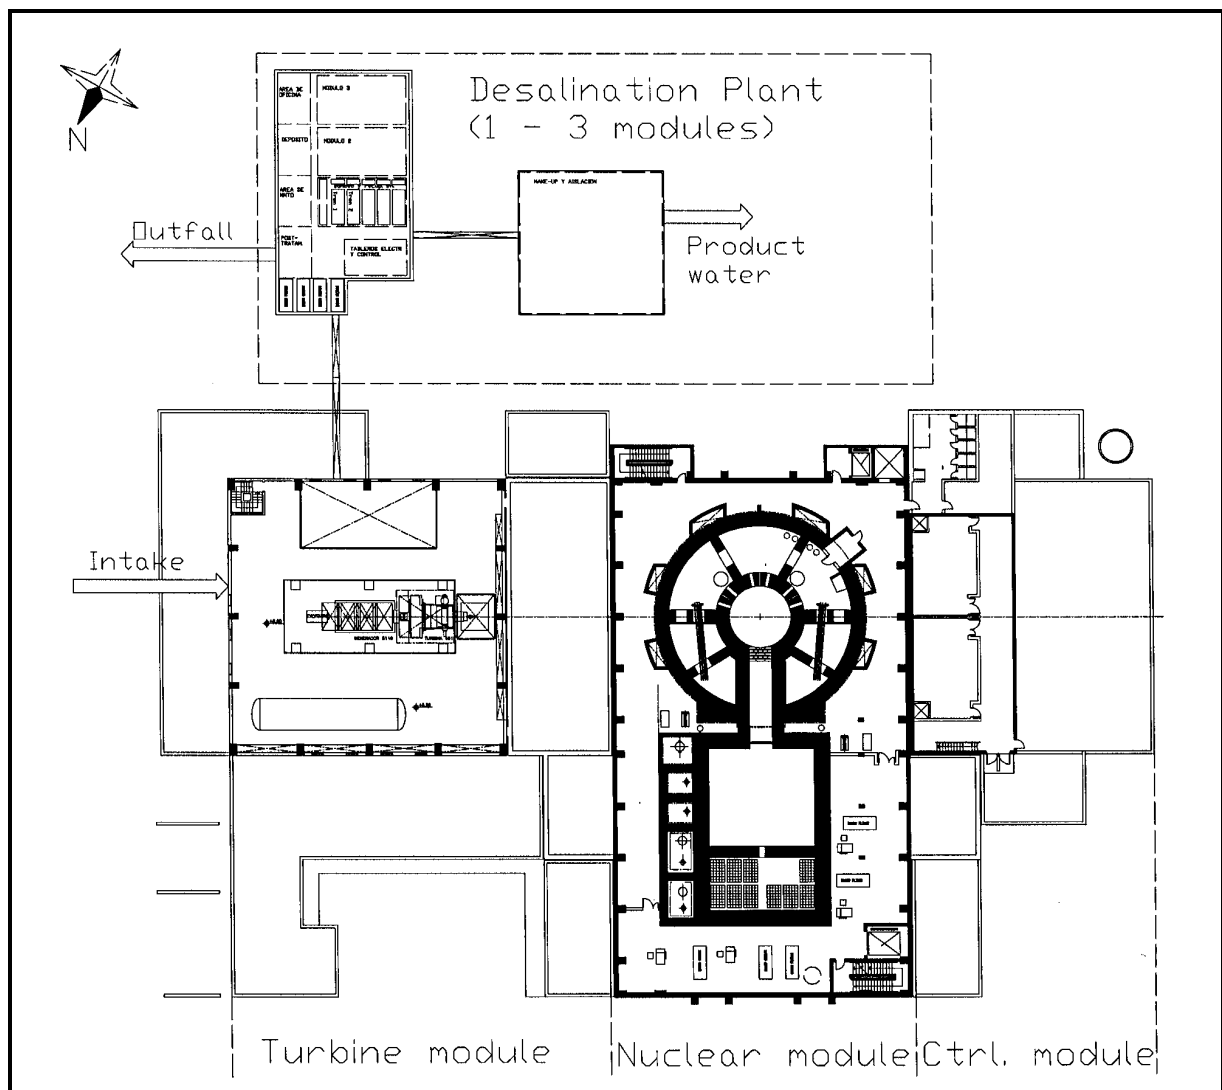 N
Desalination Plant
(1 - 3 modules)
AREA DE
OFICINA
MODULO 3
DEPOSITO
MODULO 2
AREA DE
MNTO
POST-
TRATAM.
TABLEROS ELECTR
Y CONTROL
MAKE-UP Y AISLACION
Outfall
Product
water
Intake
Turbine module
Nuclear module
Ctrl. module